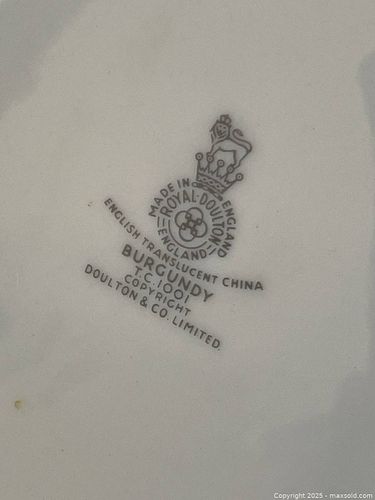 MADE IN ENGLAND
ROYAL·DOULTON
ENGLAND
ENGLISH TRANSLUCENT CHINA
BURGUNDY
T.C.1001
COPYRIGHT
DOULTON & CO. LIMITED.
Copyright 2025 - maxsold.com